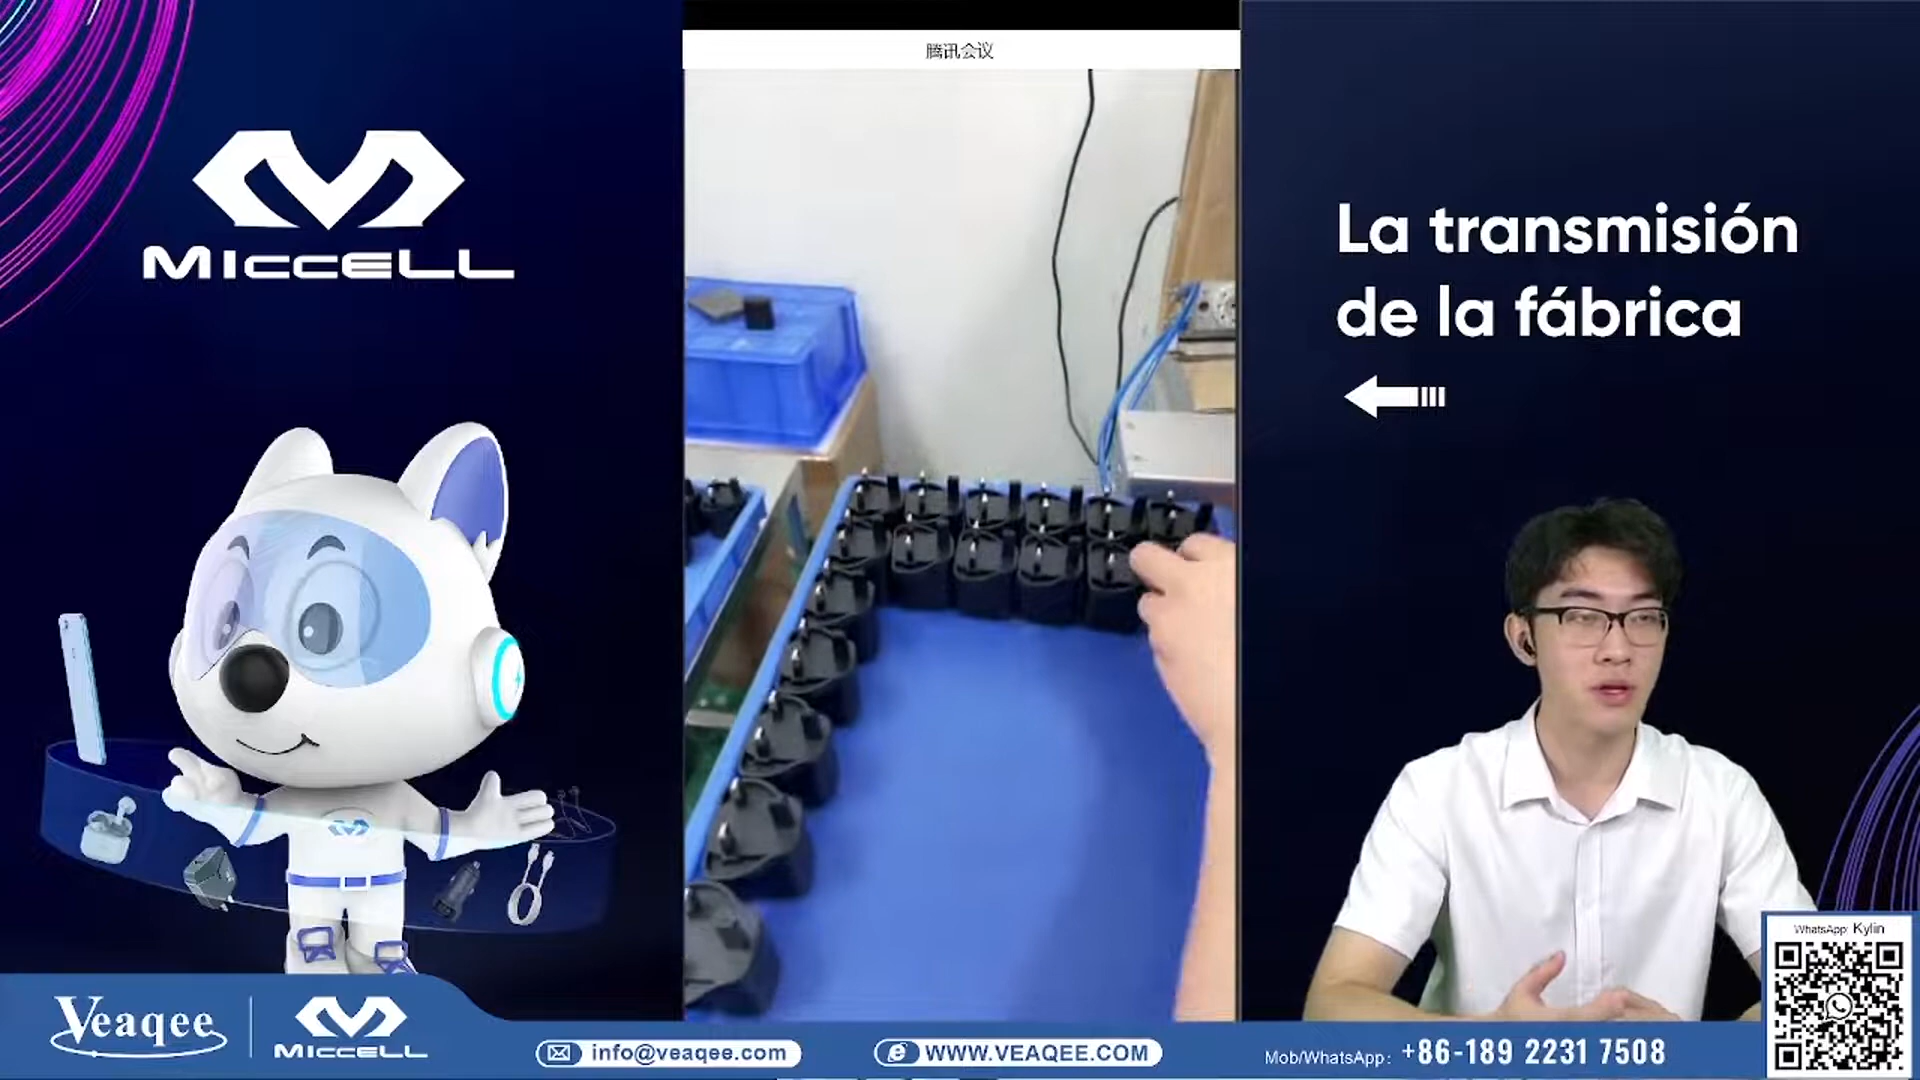 MICCELL
腾讯会议
La transmisión
de la fábrica
WhatsApp: Kylin
Veaqee
MICCELL
info@veaqee.com
WWW.VEAQEE.COM
Mob/WhatsApp: +86-189 2231 7508